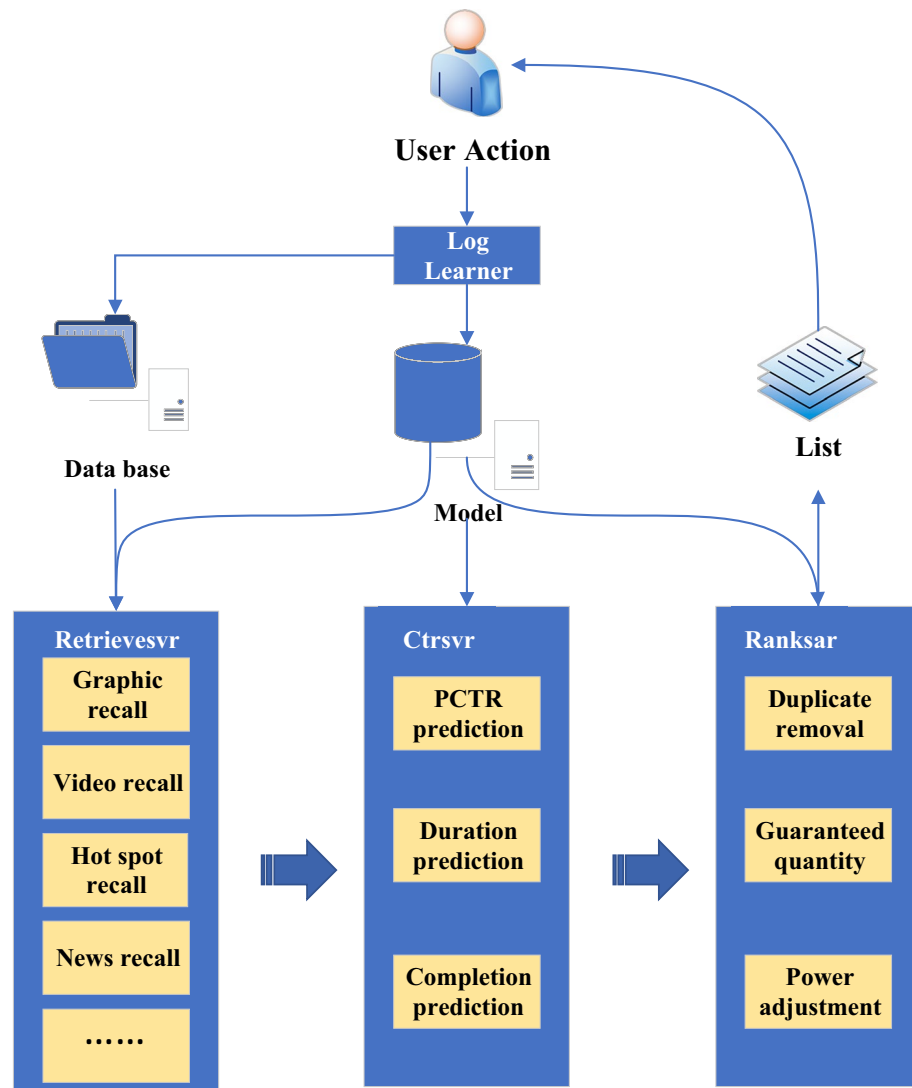 User Action
Log
Learner
Data base
Model
List
Retrievesvr
Graphic
recall
Video recall
Hot spot
recall
News recall
······
Ctrsvr
PCTR
prediction
Duration
prediction
Completion
prediction
Ranksar
Duplicate
removal
Guaranteed
quantity
Power
adjustment